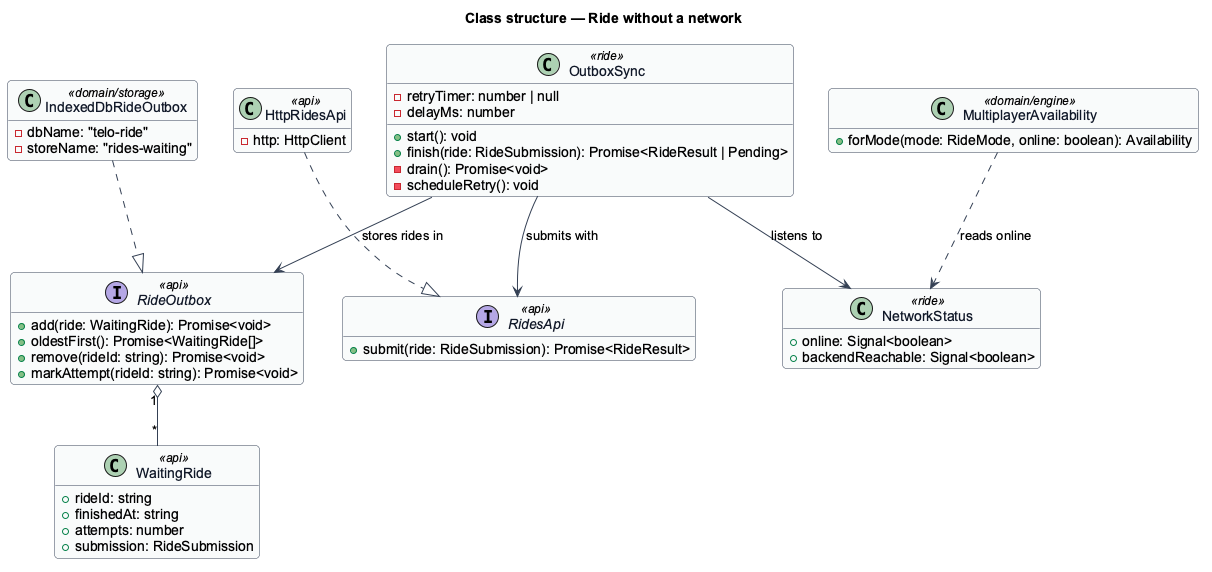 Class structure — Ride without a network
«ride»
C OutboxSync
retryTimer: number | null
delayMs: number
start(): void
finish(ride: RideSubmission): Promise<RideResult | Pending>
drain(): Promise<void>
scheduleRetry(): void
«domain/storage»
C IndexedDbRideOutbox
dbName: "telo-ride"
storeName: "rides-waiting"
«api»
C HttpRidesApi
http: HttpClient
«domain/engine»
C MultiplayerAvailability
forMode(mode: RideMode, online: boolean): Availability
stores rides in
submits with
listens to
reads online
«api»
I RideOutbox
add(ride: WaitingRide): Promise<void>
oldestFirst(): Promise<WaitingRide[]>
remove(rideId: string): Promise<void>
markAttempt(rideId: string): Promise<void>
«api»
I RidesApi
submit(ride: RideSubmission): Promise<RideResult>
«ride»
C NetworkStatus
online: Signal<boolean>
backendReachable: Signal<boolean>
1
*
«api»
C WaitingRide
rideId: string
finishedAt: string
attempts: number
submission: RideSubmission